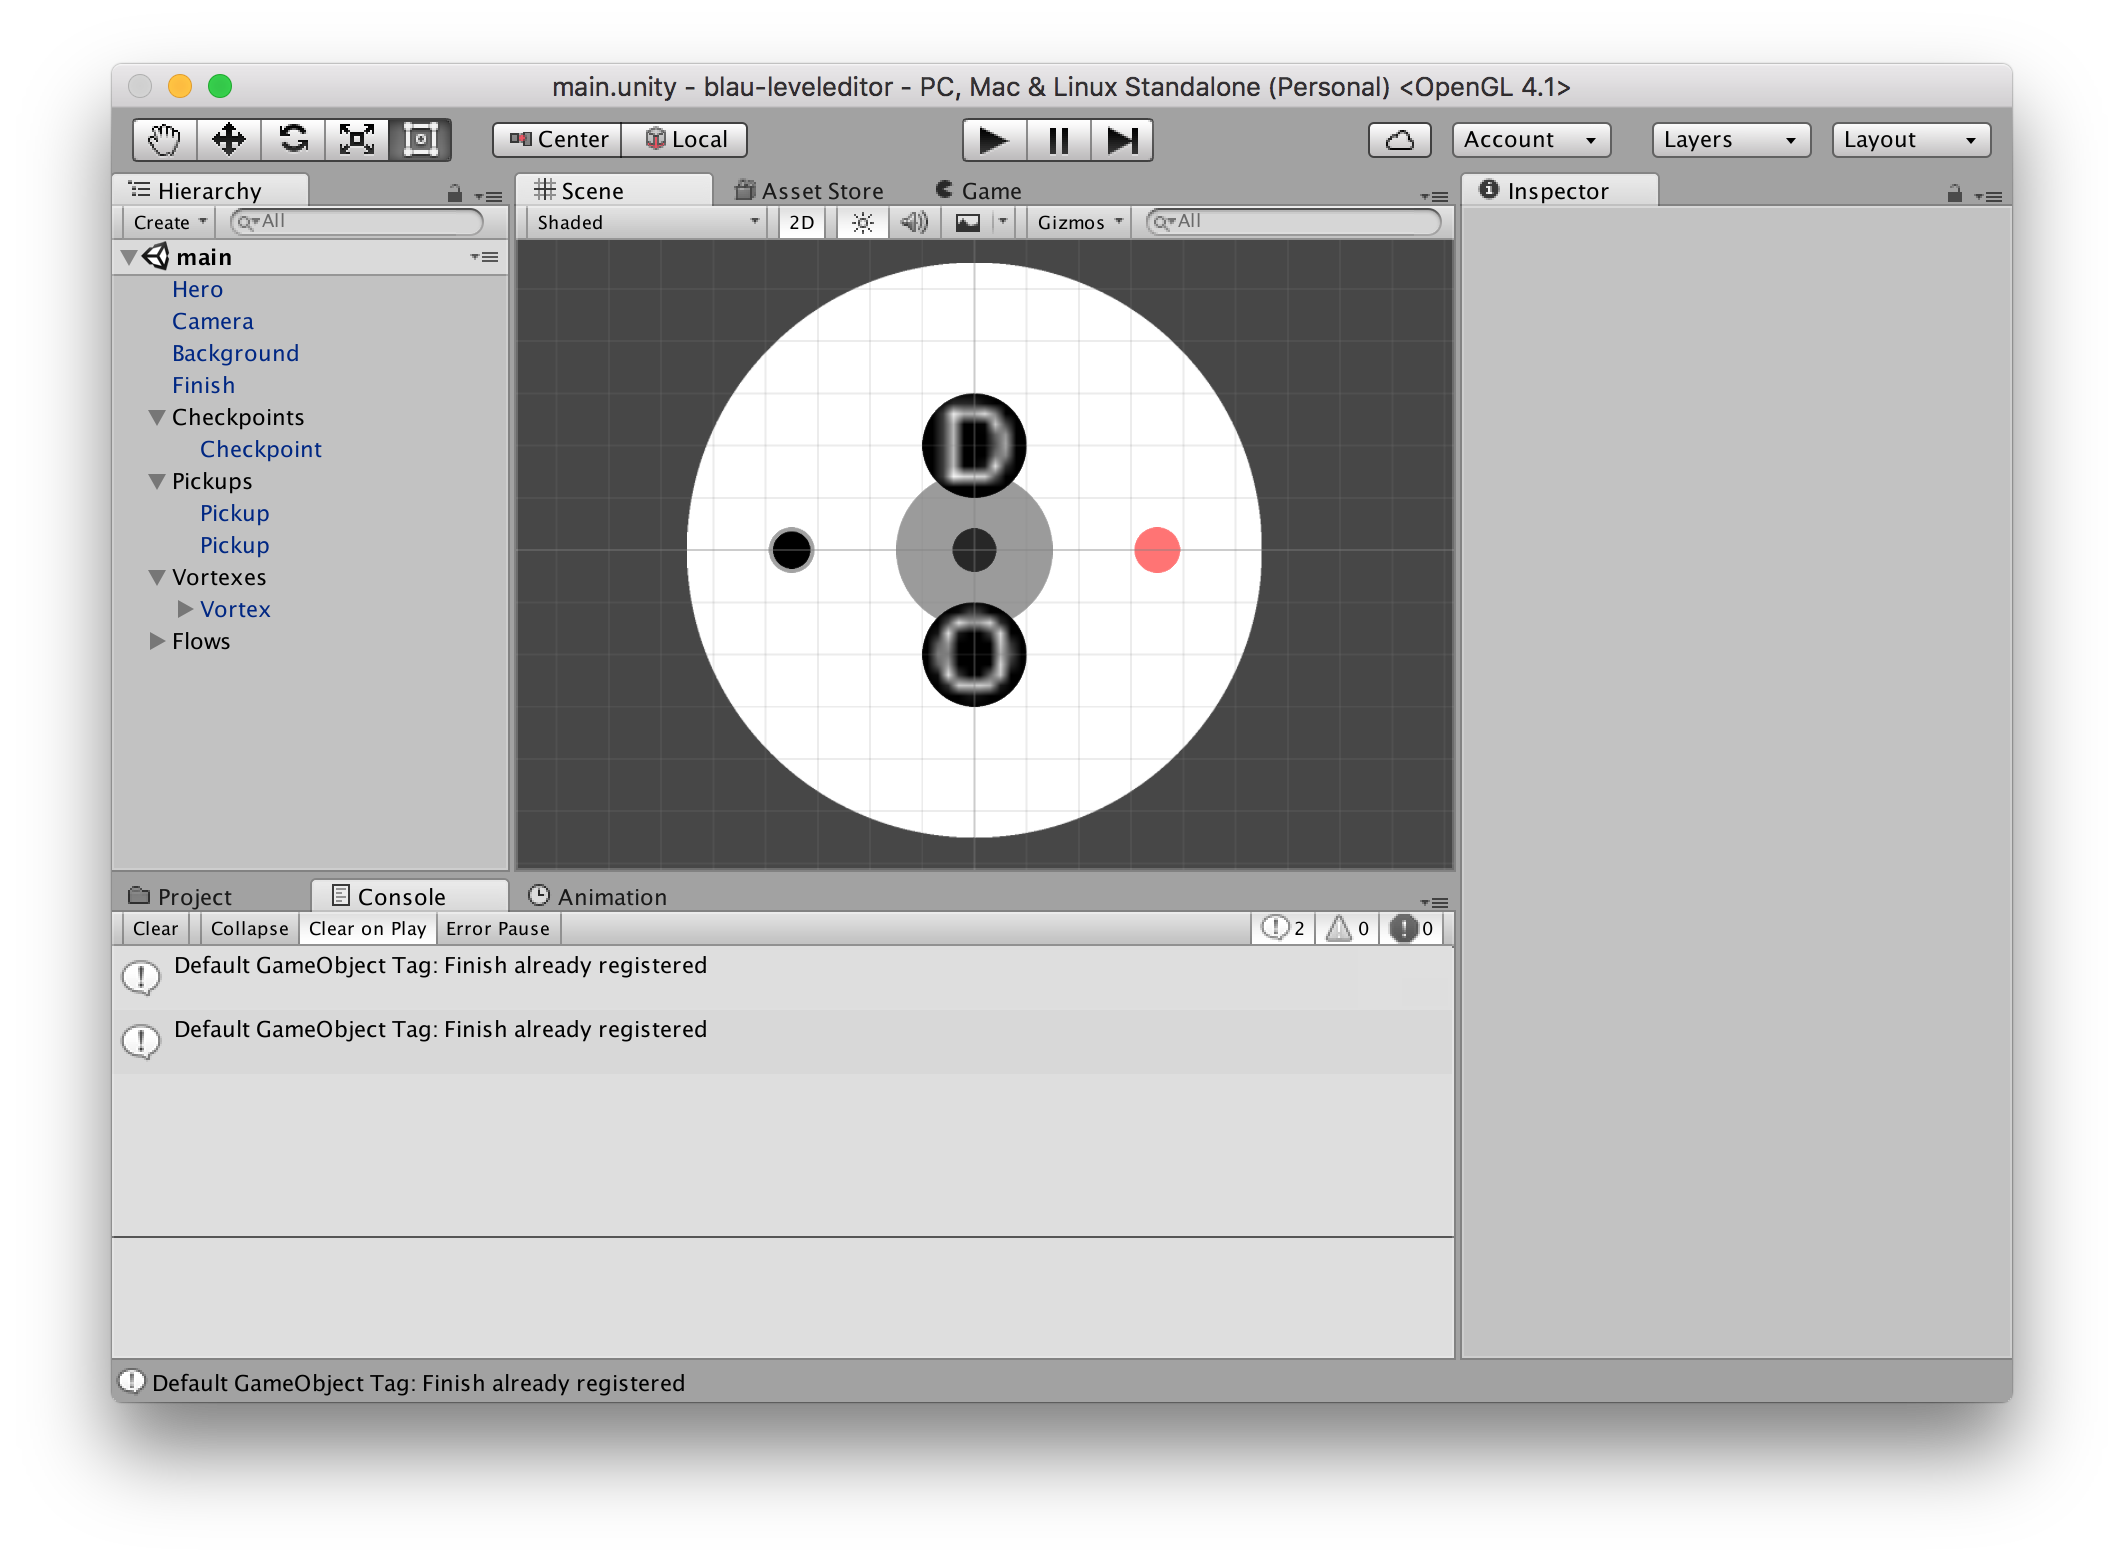 main.unity - blau-leveleditor - PC, Mac & Linux Standalone (Personal) <OpenGL 4.1>
Center Local Account Layers Layout
Hierarchy
Create All
main
Hero
Camera
Background
Finish
Checkpoints
Checkpoint
Pickups
Pickup
Pickup
Vortexes
Vortex
Flows
Scene Asset Store Game
Shaded 2D Gizmos All
D
O
Inspector
Project Console Animation
Clear Collapse Clear on Play Error Pause 2 0 0
Default GameObject Tag: Finish already registered
Default GameObject Tag: Finish already registered
Default GameObject Tag: Finish already registered